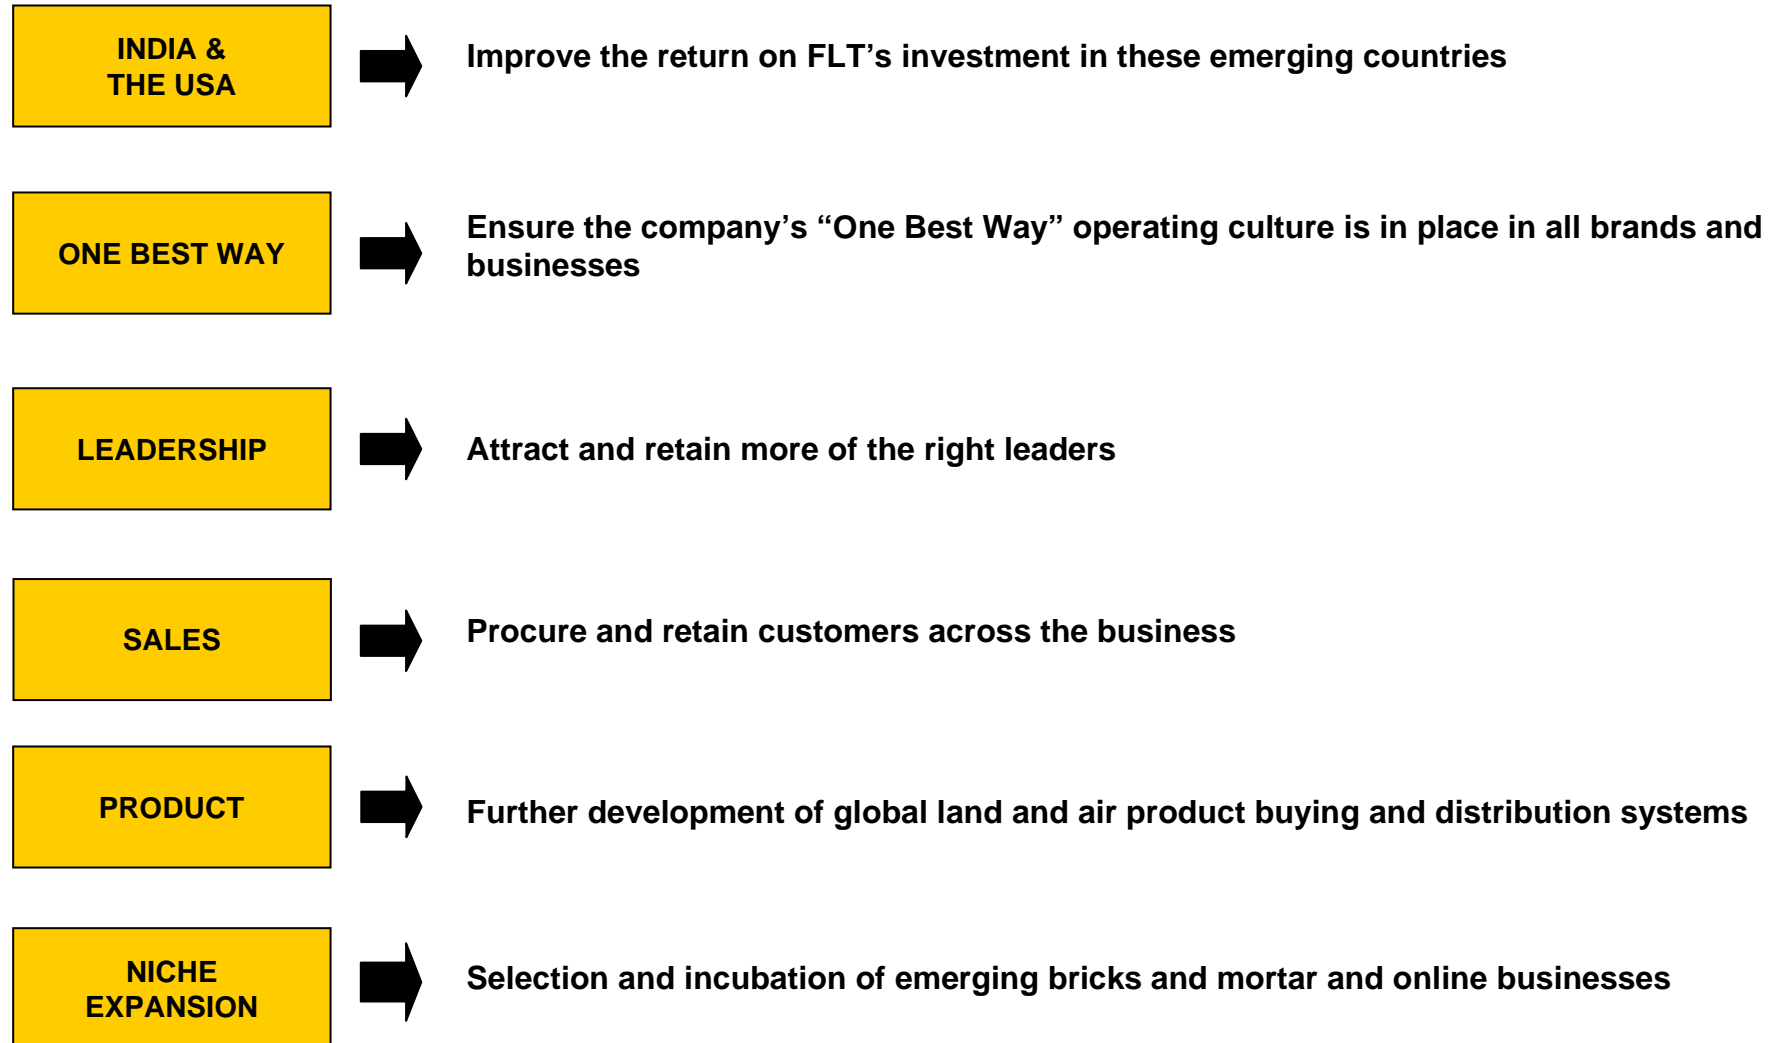 INDIA &
THE USA
Improve the return on FLT’s investment in these emerging countries
ONE BEST WAY
Ensure the company’s “One Best Way” operating culture is in place in all brands and
businesses
LEADERSHIP
Attract and retain more of the right leaders
SALES
Procure and retain customers across the business
PRODUCT
Further development of global land and air product buying and distribution systems
NICHE
EXPANSION
Selection and incubation of emerging bricks and mortar and online businesses